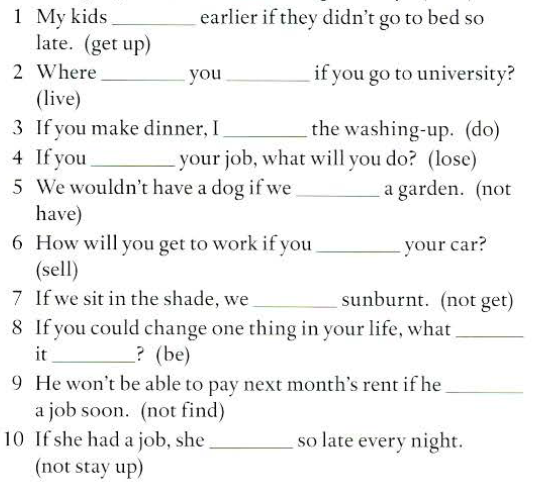 1 My kids ________ earlier if they didn't go to bed so
late. (get up)
2 Where ________ you ________ if you go to university?
(live)
3 If you make dinner, I ________ the washing-up. (do)
4 If you ________ your job, what will you do? (lose)
5 We wouldn't have a dog if we ________ a garden. (not
have)
6 How will you get to work if you ________ your car?
(sell)
7 If we sit in the shade, we ________ sunburnt. (not get)
8 If you could change one thing in your life, what ________
it ________? (be)
9 He won't be able to pay next month's rent if he ________
a job soon. (not find)
10 If she had a job, she ________ so late every night.
(not stay up)